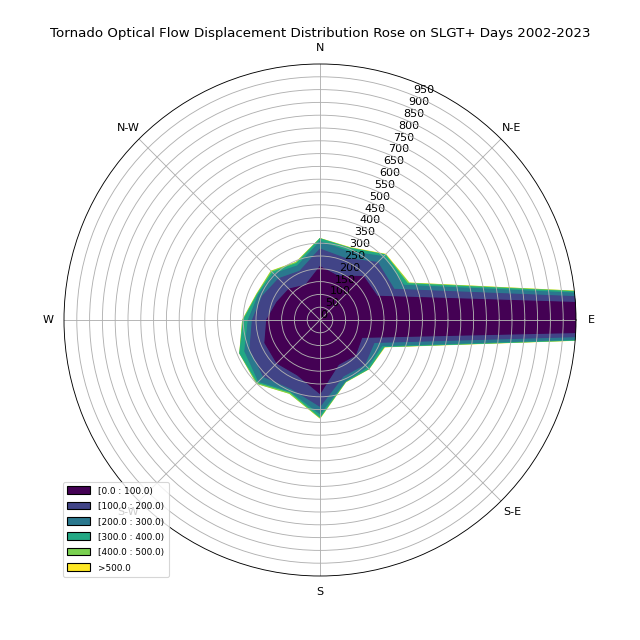 Tornado Optical Flow Displacement Distribution Rose on SLGT+ Days 2002-2023
N
N-W
N-E
950
900
850
800
750
700
650
600
550
500
450
400
350
300
250
200
W
E
[0.0 : 100.0)
[100.0 : 200.0)
S-W
S-E
[200.0 : 300.0)
[300.0 : 400.0)
[400.0 : 500.0)
>500.0
S